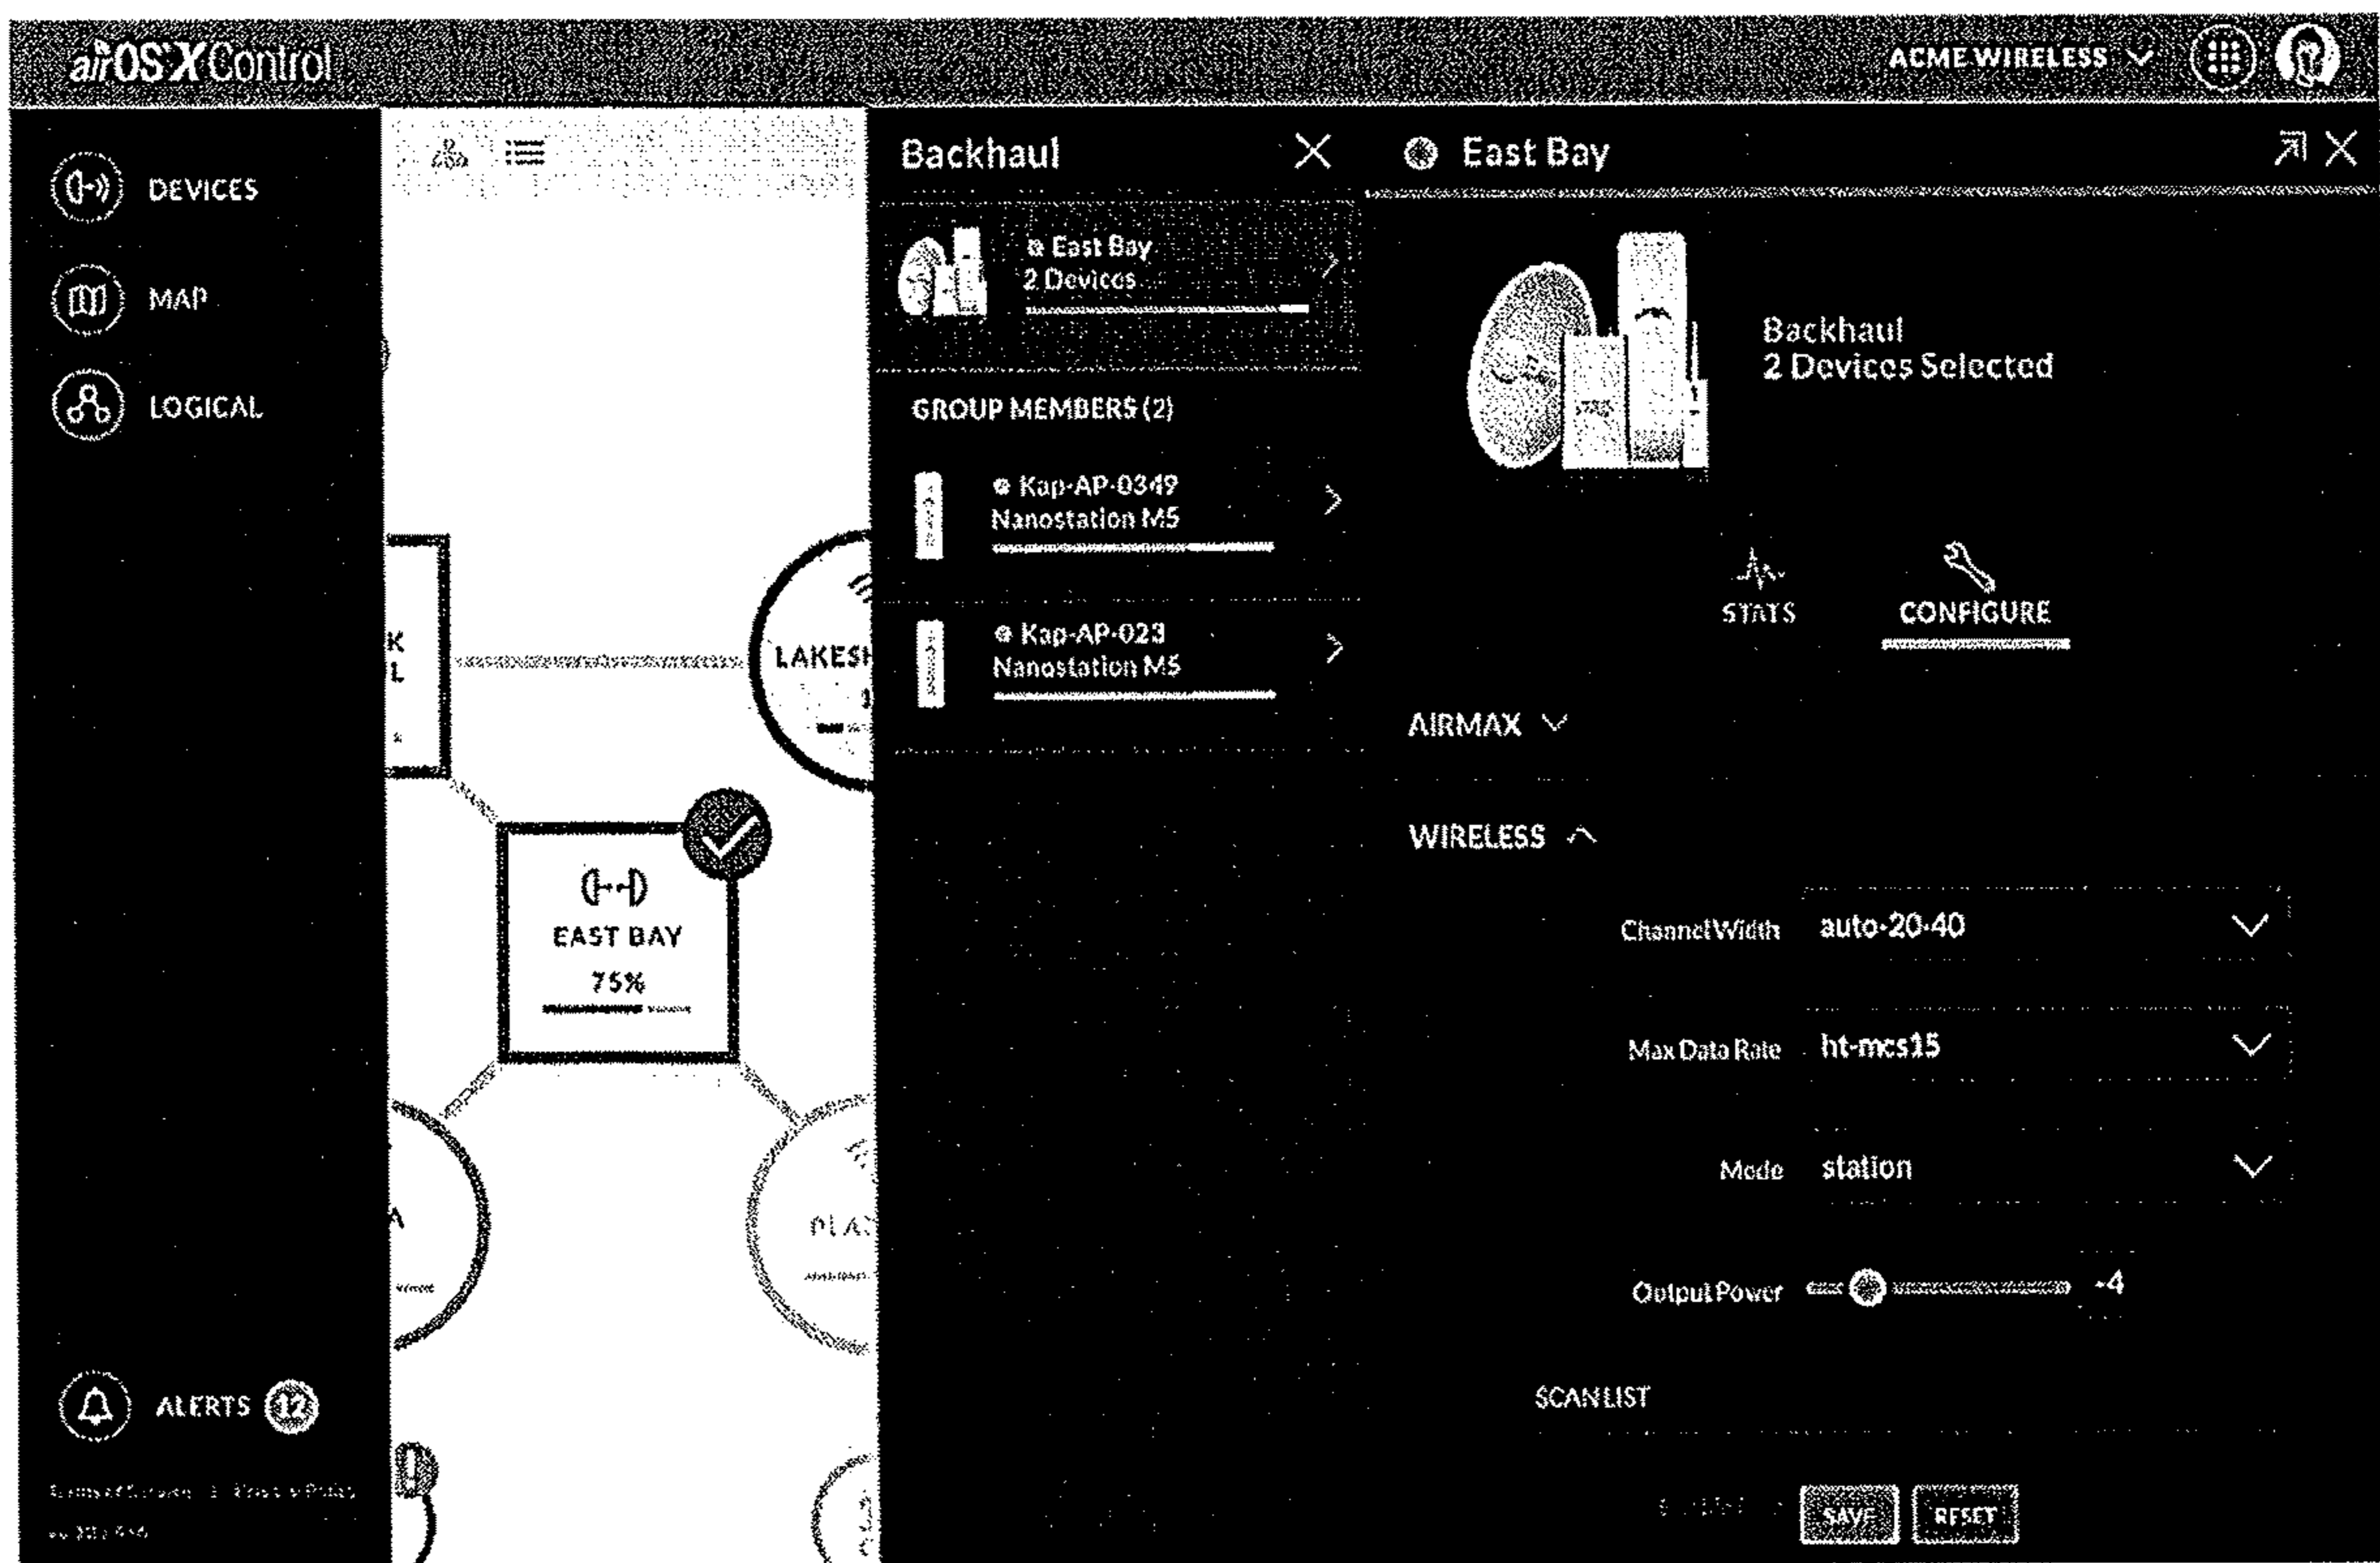 airOS X Control
ACME WIRELESS
DEVICES
MAP
LOGICAL
ALERTS 12
K
L
LAKESH
EAST BAY
75%
A
PLA
Backhaul
East Bay
2 Devices
GROUP MEMBERS (2)
Kap-AP-0349
Nanostation M5
Kap-AP-023
Nanostation M5
East Bay
Backhaul
2 Devices Selected
STATS
CONFIGURE
AIRMAX
WIRELESS
Channel Width auto-20-40
Max Data Rate ht-mcs15
Mode station
Output Power -4
SCAN LIST
SAVE
RESET